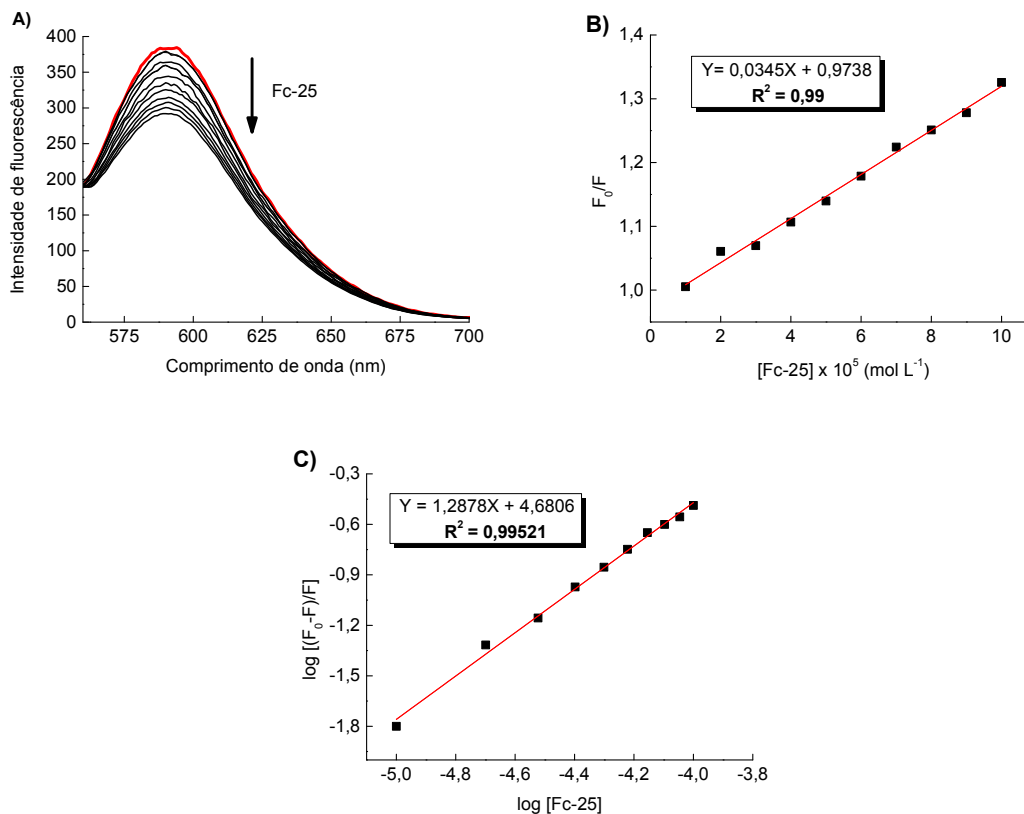 A)
400
350
300
250
200
150
100
50
0
575
600
625
650
675
700
Intensidade de fluorescência
Comprimento de onda (nm)
Fc-25
B)
Y= 0,0345X + 0,9738
R² = 0,99
1,3
1,2
1,1
1,0
0
2
4
6
8
10
F₀/F
[Fc-25] x 10⁵ (mol L⁻¹)
C)
Y = 1,2878X + 4,6806
R² = 0,99521
-0,3
-0,6
-0,9
-1,2
-1,5
-1,8
-5,0
-4,8
-4,6
-4,4
-4,2
-4,0
-3,8
log [(F₀-F)/F]
log [Fc-25]